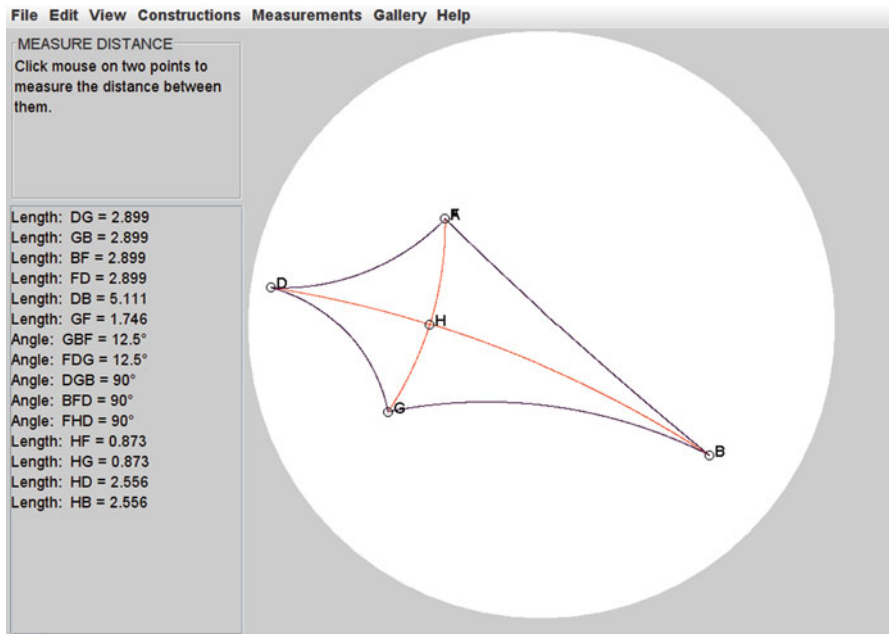 File Edit View Constructions Measurements Gallery Help
MEASURE DISTANCE
Click mouse on two points to
measure the distance between
them.
Length: DG = 2.899
Length: GB = 2.899
Length: BF = 2.899
Length: FD = 2.899
Length: DB = 5.111
Length: GF = 1.746
Angle: GBF = 12.5°
Angle: FDG = 12.5°
Angle: DGB = 90°
Angle: BFD = 90°
Angle: FHD = 90°
Length: HF = 0.873
Length: HG = 0.873
Length: HD = 2.556
Length: HB = 2.556
D
H
G
B